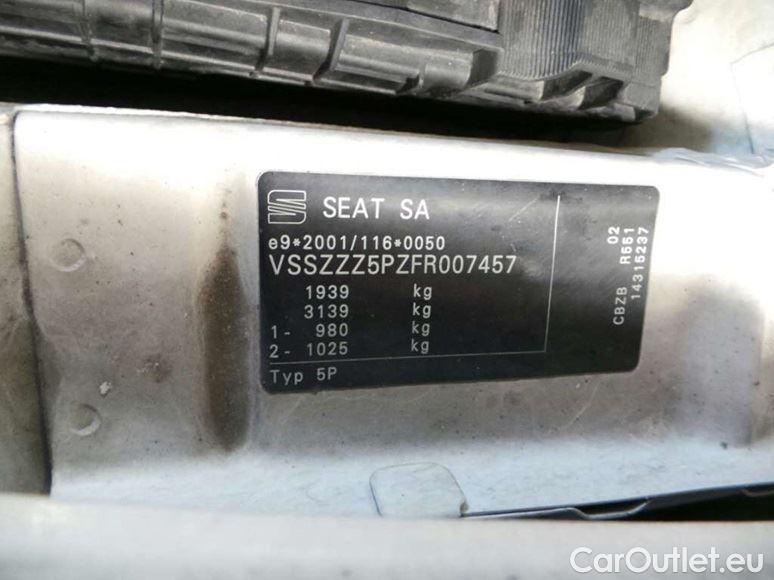 SEAT SA
e9*2001/116*0050
VSSZZZ5PZFR007457
1939 kg
3139 kg
1- 980 kg
2- 1025 kg
Typ 5P
02
CBZB R551
14315237
CarOutlet.eu